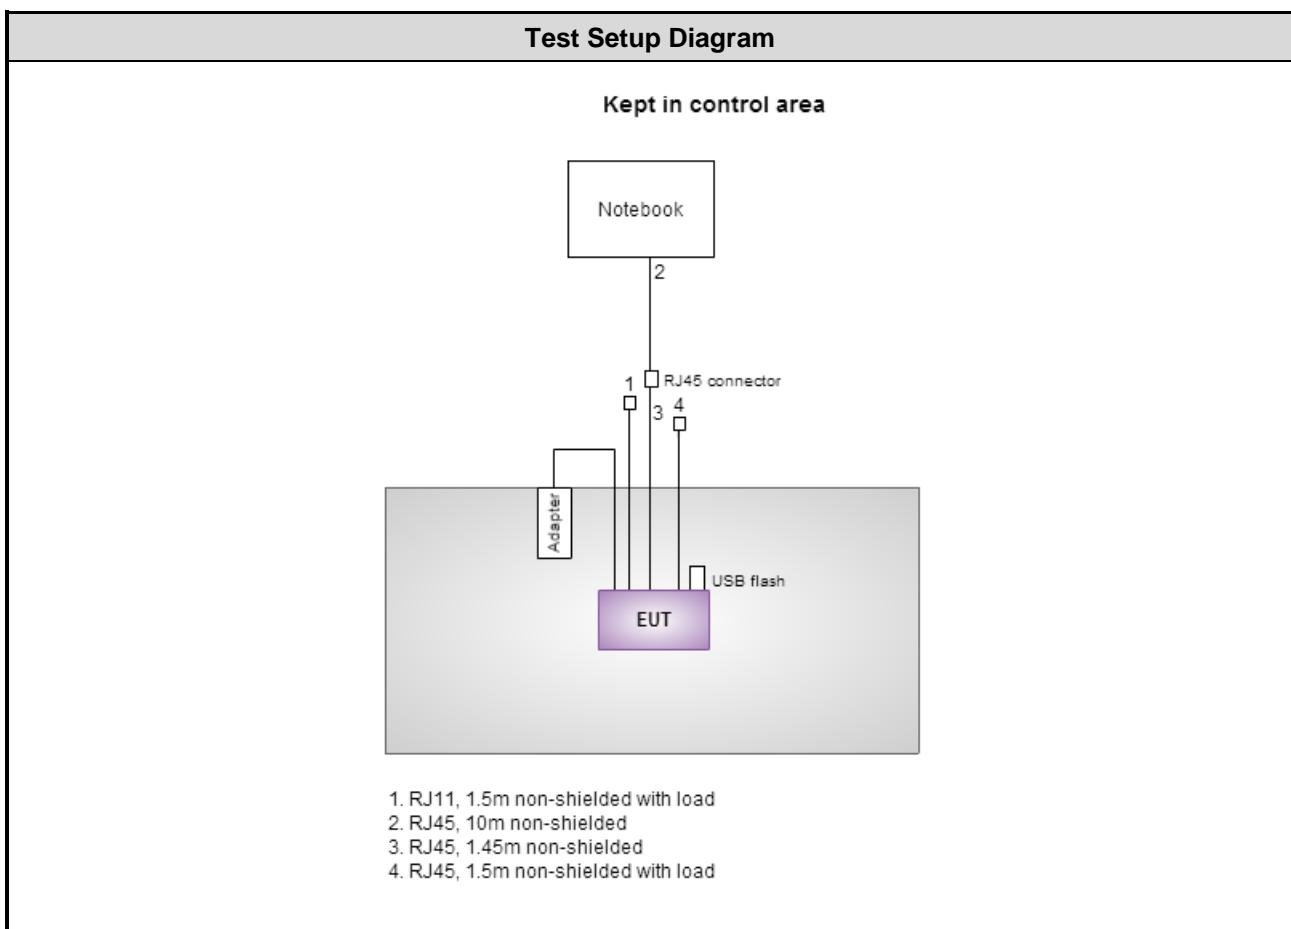 Test Setup Diagram
Kept in control area
Notebook
2
RJ45 connector
1
3
4
Adapter
USB flash
EUT
1. RJ11, 1.5m non-shielded with load
2. RJ45, 10m non-shielded
3. RJ45, 1.45m non-shielded
4. RJ45, 1.5m non-shielded with load